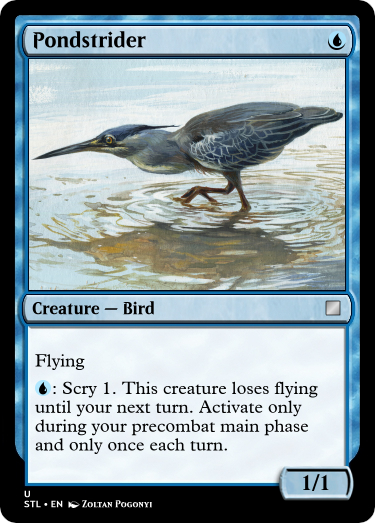 Pondstrider
Creature — Bird
Flying
: Scry 1. This creature loses flying
until your next turn. Activate only
during your precombat main phase
and only once each turn.
1/1
U
STL • EN Zoltan Pogonyi